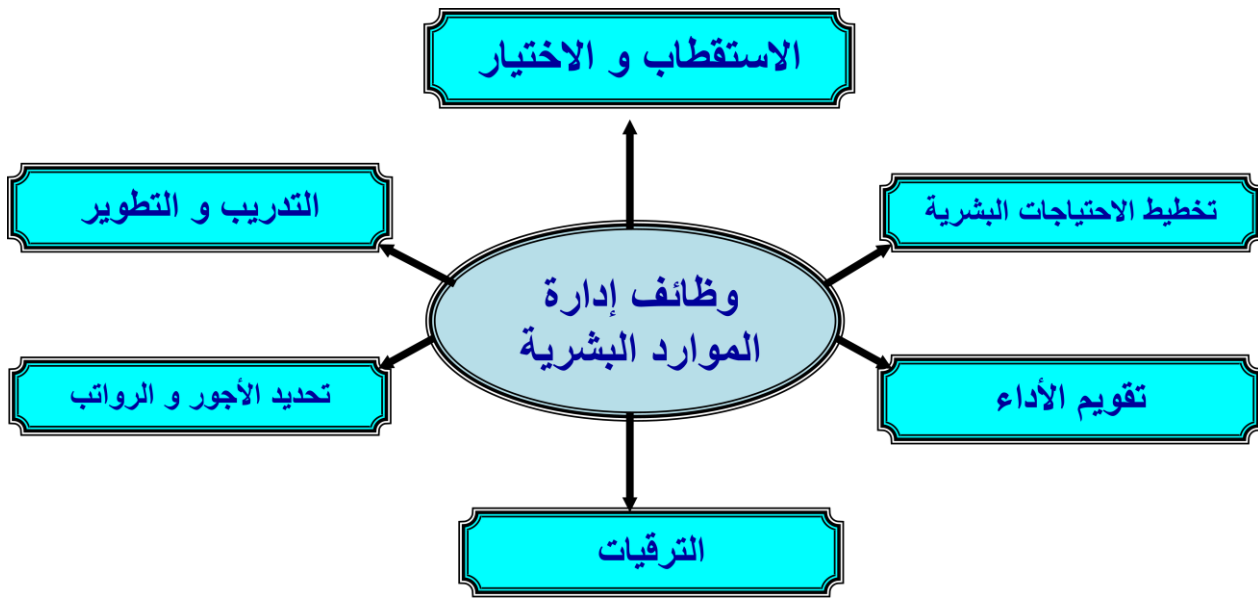 الاستقطاب و الاختيار
تخطيط الاحتياجات البشرية
التدريب و التطوير
وظائف إدارة
الموارد البشرية
تقويم الأداء
تحديد الأجور و الرواتب
الترقيات